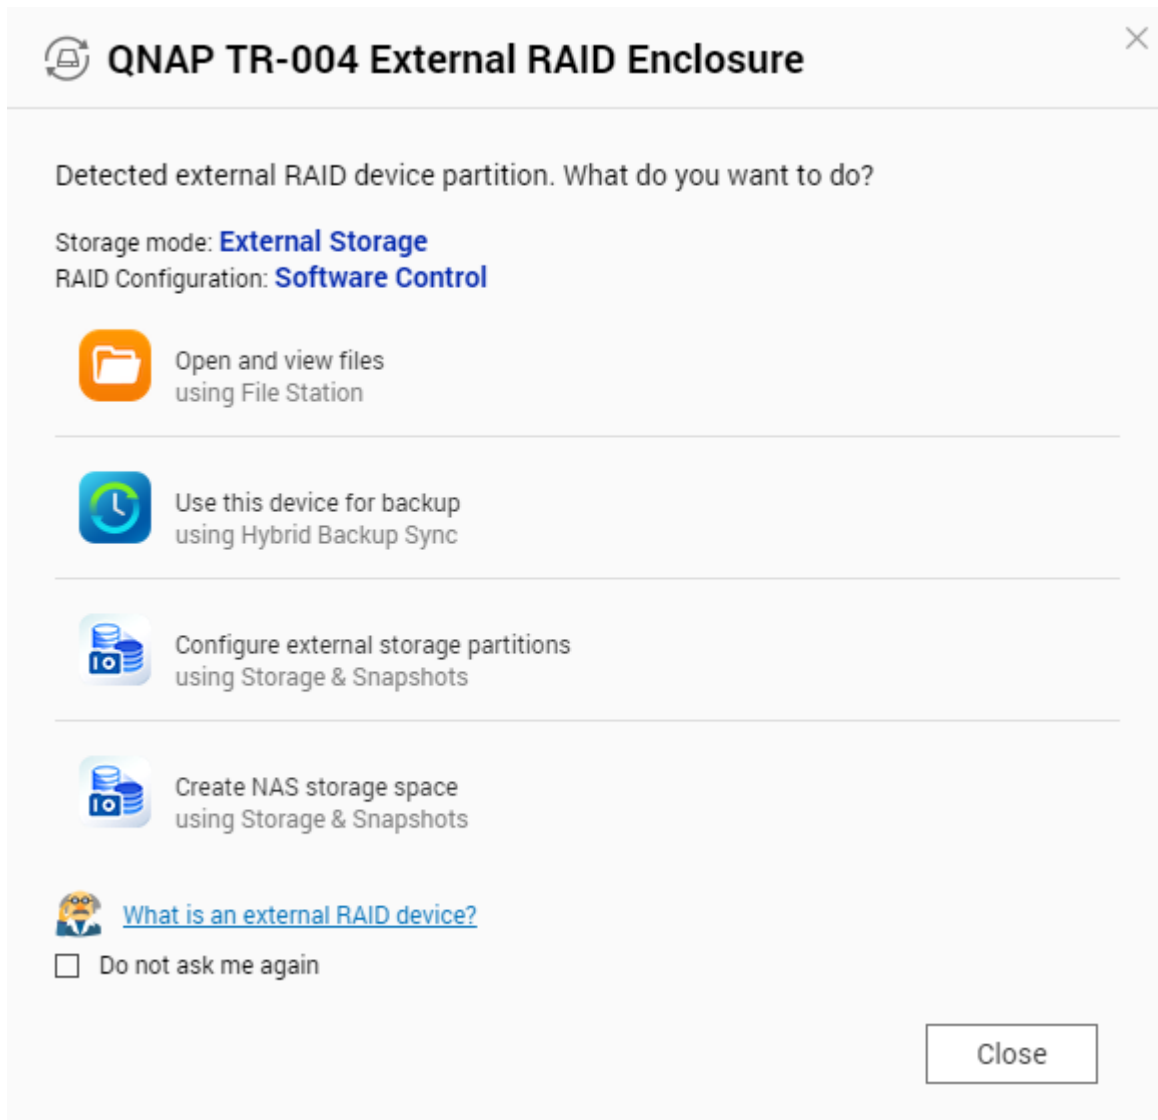 QNAP TR-004 External RAID Enclosure
Detected external RAID device partition. What do you want to do?
Storage mode: External Storage
RAID Configuration: Software Control
Open and view files
using File Station
Use this device for backup
using Hybrid Backup Sync
Configure external storage partitions
using Storage & Snapshots
Create NAS storage space
using Storage & Snapshots
What is an external RAID device?
Do not ask me again
Close